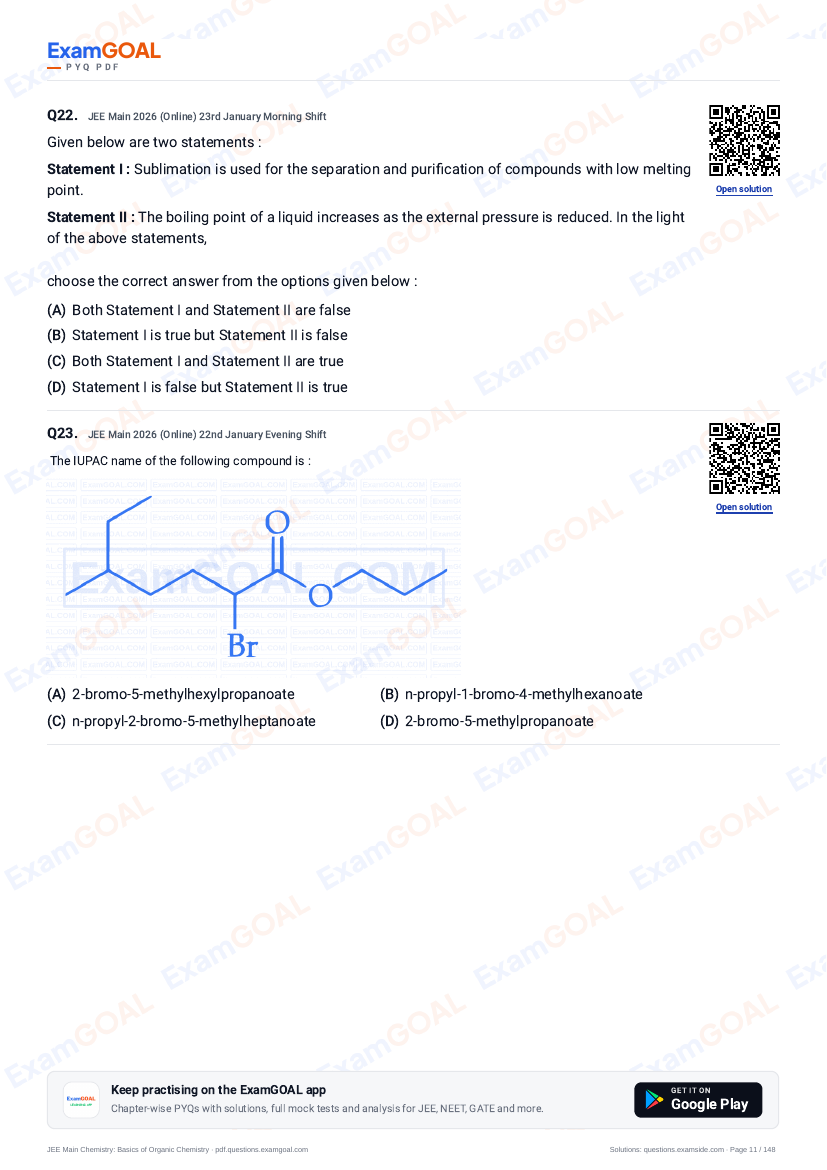 ExamGOAL
PYQ PDF
Q22. JEE Main 2026 (Online) 23rd January Morning Shift
Given below are two statements :
Statement I : Sublimation is used for the separation and purification of compounds with low melting
point.
Statement II : The boiling point of a liquid increases as the external pressure is reduced. In the light
of the above statements,
choose the correct answer from the options given below :
(A) Both Statement I and Statement II are false
(B) Statement I is true but Statement II is false
(C) Both Statement I and Statement II are true
(D) Statement I is false but Statement II is true
Open solution
Q23. JEE Main 2026 (Online) 22nd January Evening Shift
The IUPAC name of the following compound is :
Open solution
O
O
Br
ExamGOAL.COM
(A) 2-bromo-5-methylhexylpropanoate
(B) n-propyl-1-bromo-4-methylhexanoate
(C) n-propyl-2-bromo-5-methylheptanoate
(D) 2-bromo-5-methylpropanoate
Keep practising on the ExamGOAL app
Chapter-wise PYQs with solutions, full mock tests and analysis for JEE, NEET, GATE and more.
GET IT ON
Google Play
JEE Main Chemistry: Basics of Organic Chemistry · pdf.questions.examgoal.com
Solutions: questions.examside.com · Page 11 / 148